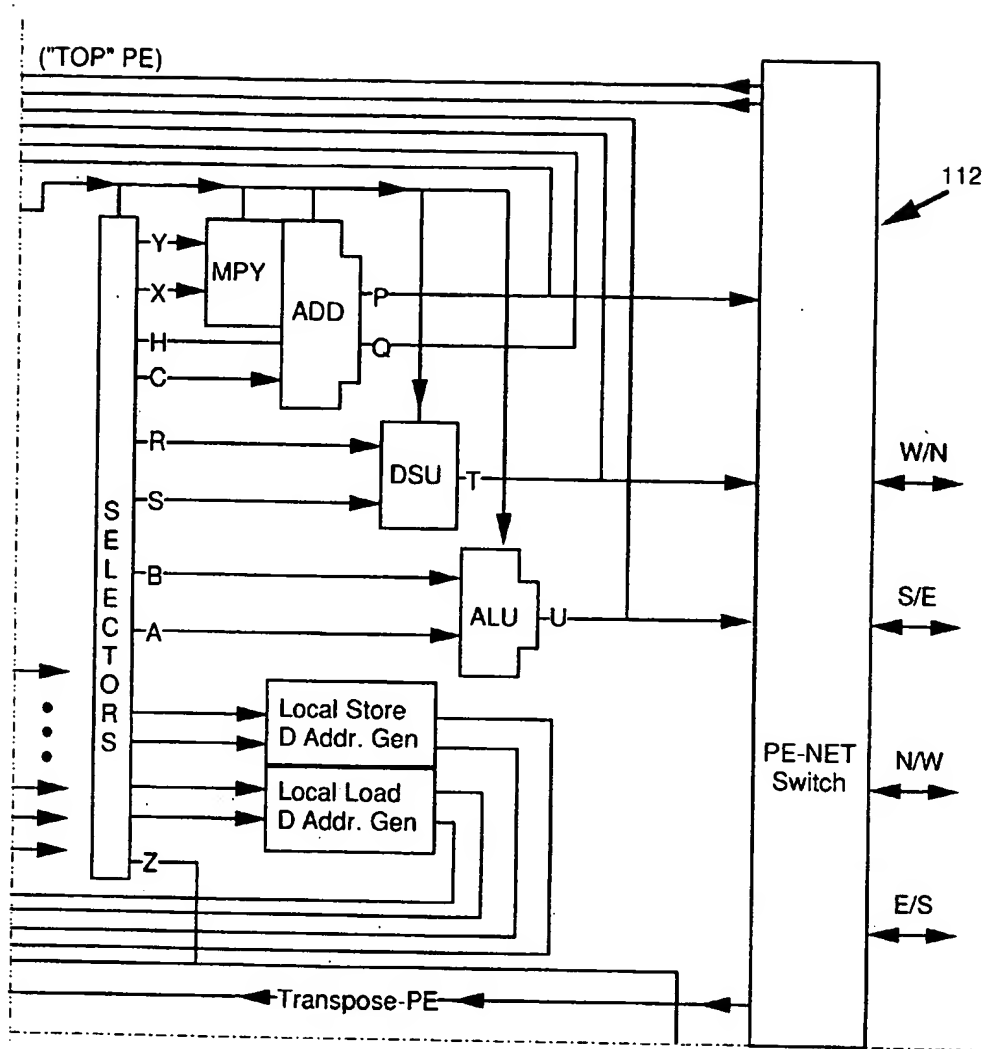 ("TOP" PE)
112
Y
MPY
X
ADD
P
H
Q
C
R
DSU
T
S
W/N
SELECTORS
B
ALU
U
S/E
A
Local Store
D Addr. Gen
PE-NET
Switch
N/W
Local Load
D Addr. Gen
Z
E/S
Transpose-PE